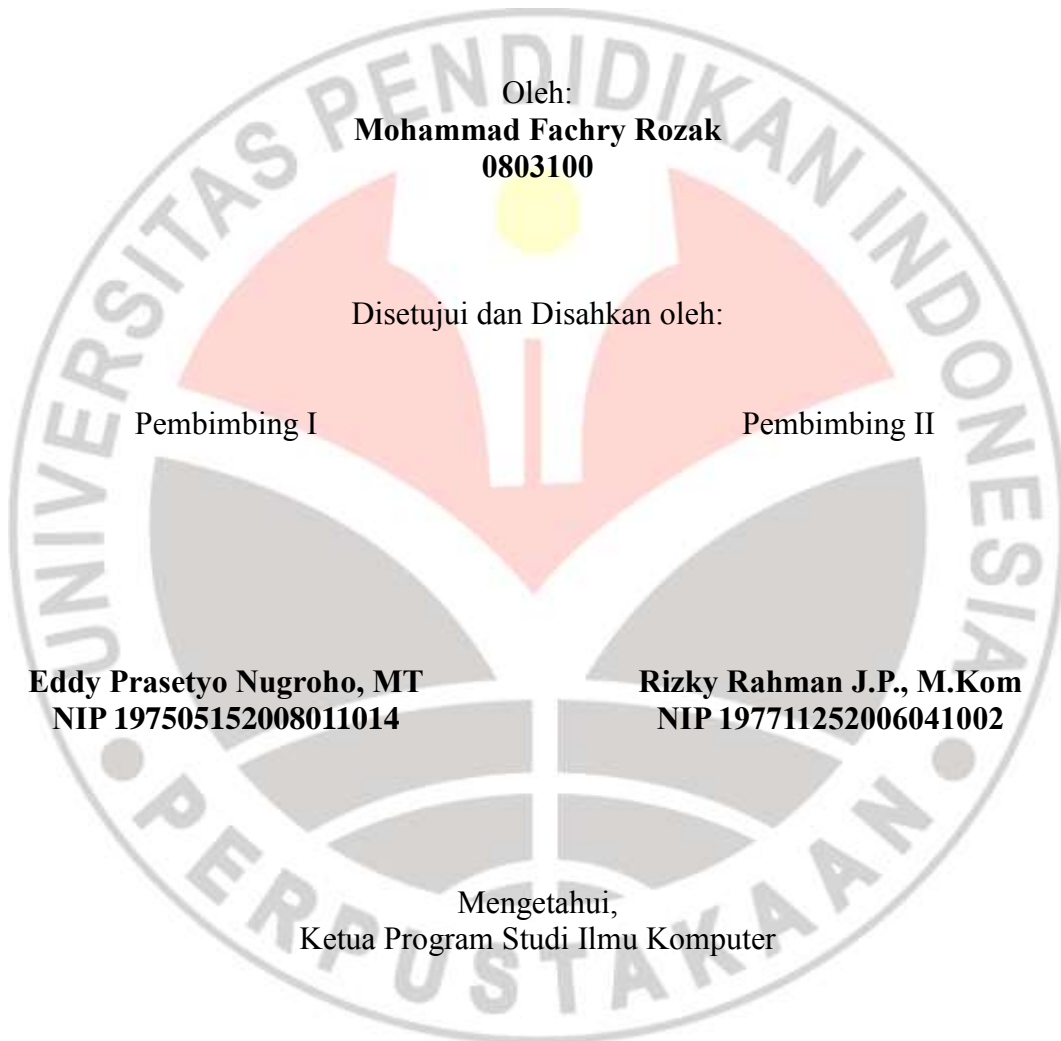 Oleh:
Mohammad Fachry Rozak
0803100
Disetujui dan Disahkan oleh:
Pembimbing I
Pembimbing II
Eddy Prasetyo Nugroho, MT
NIP 197505152008011014
Rizky Rahman J.P., M.Kom
NIP 197711252006041002
Mengetahui,
Ketua Program Studi Ilmu Komputer
UNIVERSITAS PENDIDIKAN INDONESIA
PERPUSTAKAAN